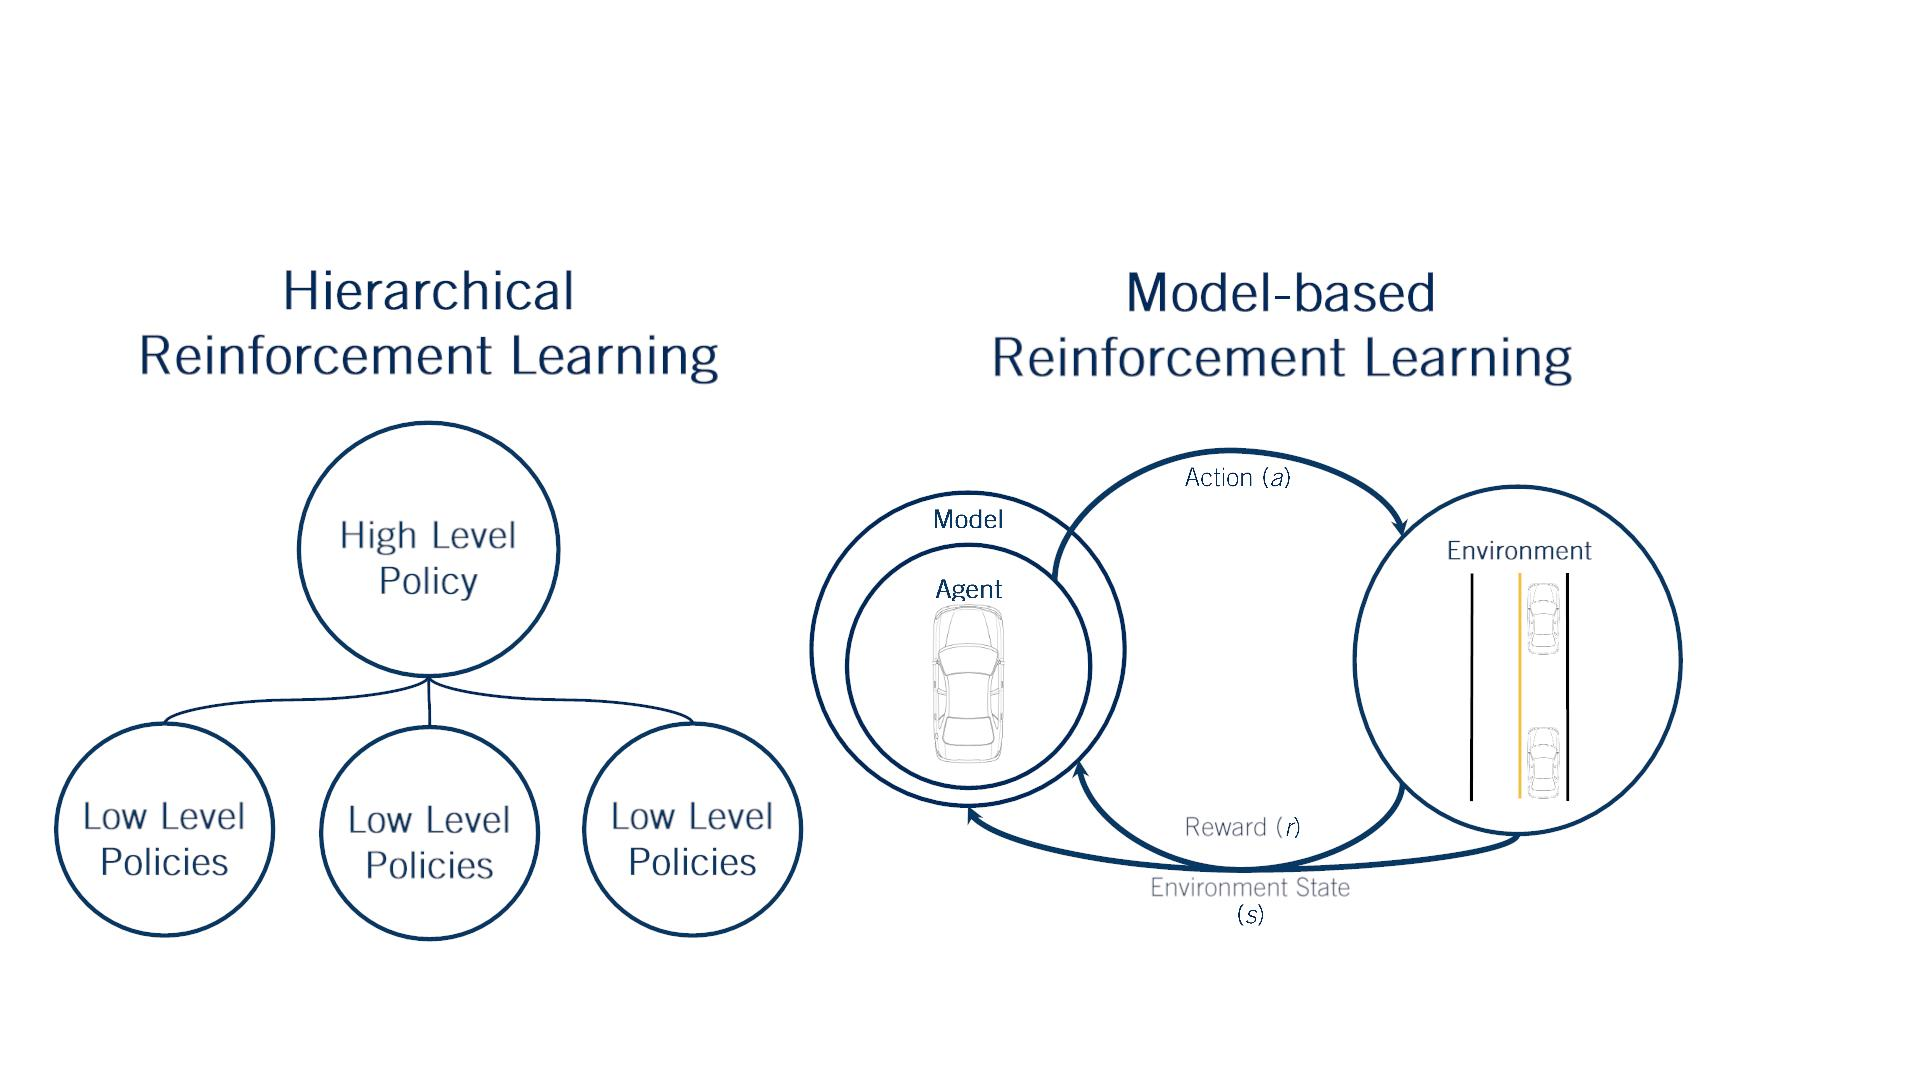 Hierarchical
Reinforcement Learning
High Level
Policy
Low Level
Policies
Low Level
Policies
Low Level
Policies
Model-based
Reinforcement Learning
Action (a)
Model
Agent
Environment
Reward (r)
Environment State
(s)